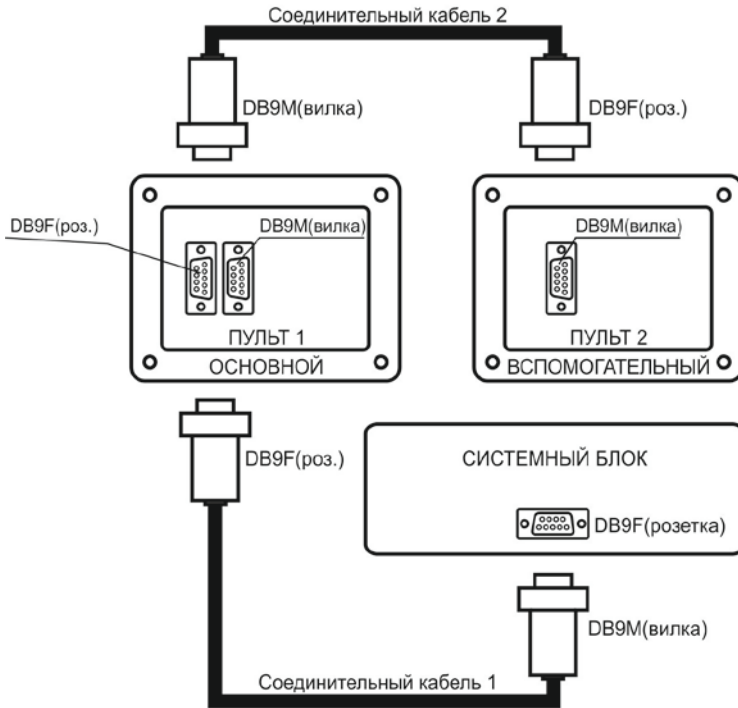 Соединительный кабель 2
DB9M(вилка)
DB9F(роз.)
DB9F(роз.)
DB9M(вилка)
DB9M(вилка)
ПУЛЬТ 1
ОСНОВНОЙ
ПУЛЬТ 2
ВСПОМОГАТЕЛЬНЫЙ
DB9F(роз.)
СИСТЕМНЫЙ БЛОК
DB9F(розетка)
DB9M(вилка)
Соединительный кабель 1